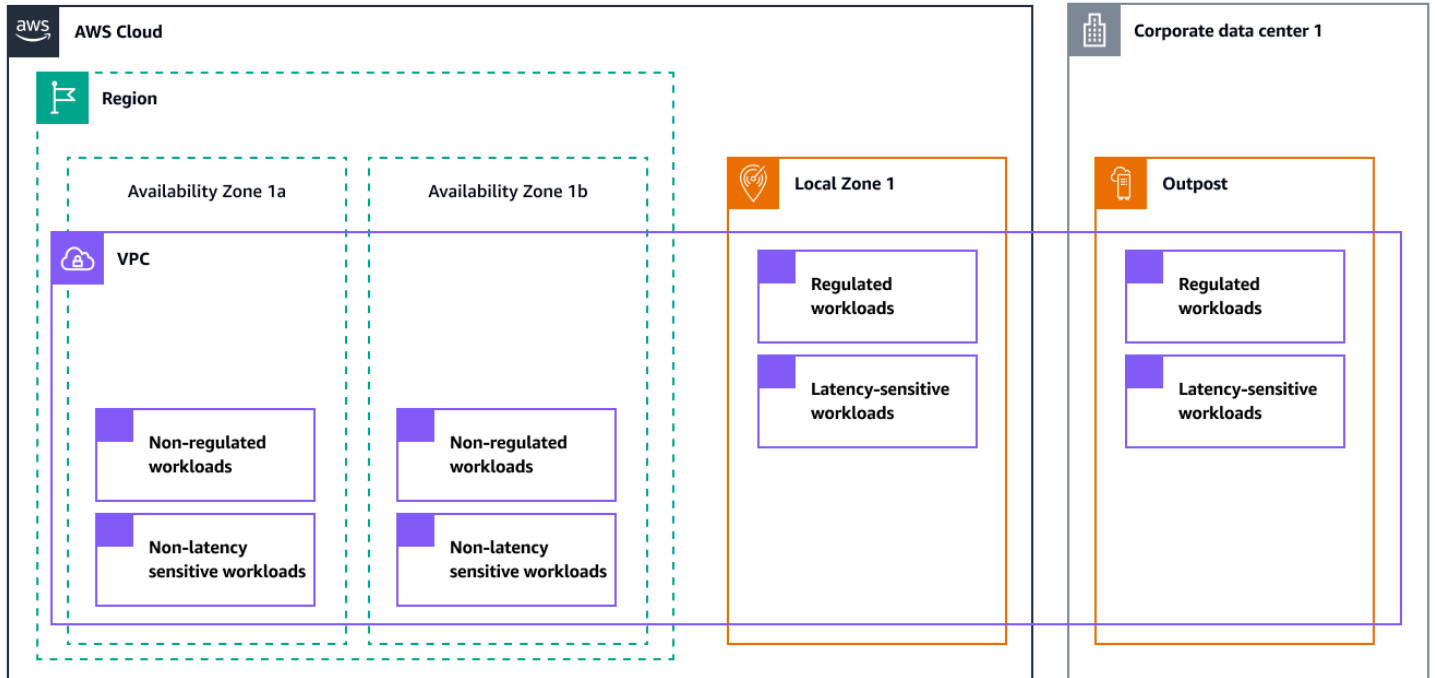 aws
AWS Cloud
Corporate data center 1
Region
Availability Zone 1a
Availability Zone 1b
Local Zone 1
Outpost
VPC
Regulated
workloads
Regulated
workloads
Latency-sensitive
workloads
Latency-sensitive
workloads
Non-regulated
workloads
Non-regulated
workloads
Non-latency
sensitive workloads
Non-latency
sensitive workloads